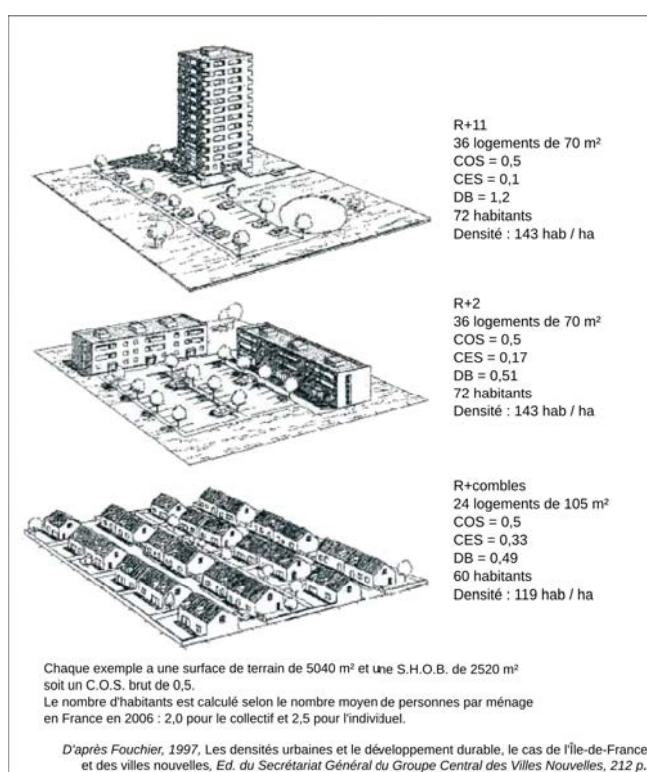 R+11
36 logements de 70 m²
COS = 0,5
CES = 0,1
DB = 1,2
72 habitants
Densité : 143 hab / ha
R+2
36 logements de 70 m²
COS = 0,5
CES = 0,17
DB = 0,51
72 habitants
Densité : 143 hab / ha
R+combles
24 logements de 105 m²
COS = 0,5
CES = 0,33
DB = 0,49
60 habitants
Densité : 119 hab / ha
Chaque exemple a une surface de terrain de 5040 m² et une S.H.O.B. de 2520 m²
soit un C.O.S. brut de 0,5.
Le nombre d'habitants est calculé selon le nombre moyen de personnes par ménage
en France en 2006 : 2,0 pour le collectif et 2,5 pour l'individuel.
D'après Fouchier, 1997, Les densités urbaines et le développement durable, le cas de l'Île-de-France
et des villes nouvelles, Ed. du Secrétariat Général du Groupe Central des Villes Nouvelles, 212 p.